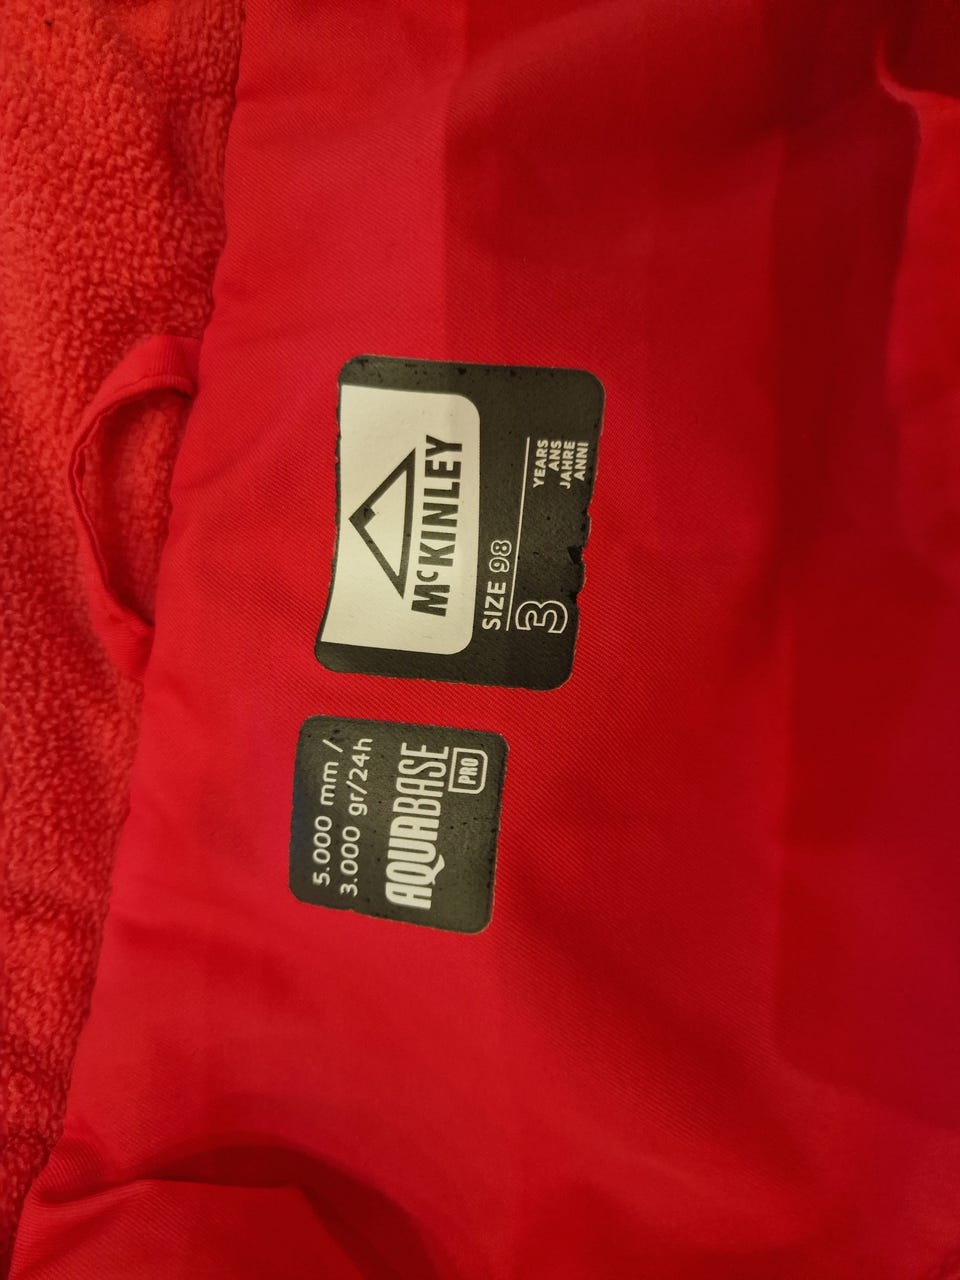 McKINLEY
SIZE 98
3 YEARS
ANS
JAHRE
ANNI
5.000 mm /
3.000 gr/24h
AQUABASE
PRO